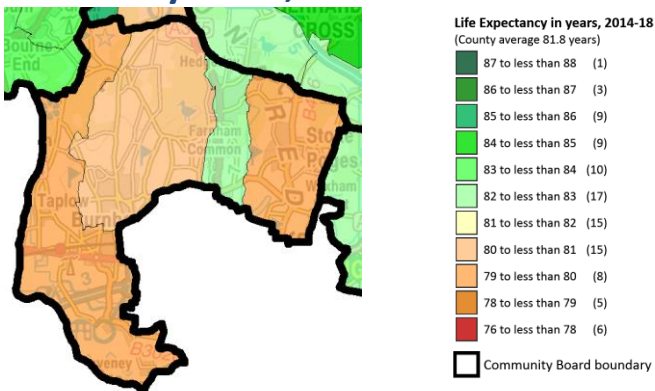 Bourne
End
CROSS
Farnham
Common
Taplow
3
Life Expectancy in years, 2014-18
(County average 81.8 years)
87 to less than 88 (1)
86 to less than 87 (3)
85 to less than 86 (9)
84 to less than 85 (9)
83 to less than 84 (10)
82 to less than 83 (17)
81 to less than 82 (15)
80 to less than 81 (15)
79 to less than 80 (8)
78 to less than 79 (5)
76 to less than 78 (6)
Community Board boundary